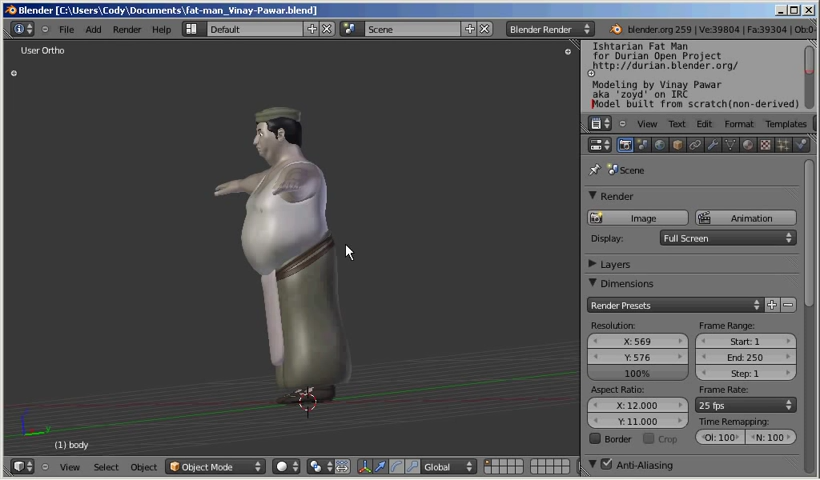 Blender [C:\Users\Cody\Documents\fat-man_Vinay-Pawar.blend]
File Add Render Help Default Scene Blender Render blender.org 259 | Ve:39804 | Fa:39304 | Ob:0-
User Ortho
Ishtarian Fat Man
for Durian Open Project
http://durian.blender.org/
Modeling by Vinay Pawar
aka 'zoyd' on IRC
Model built from scratch(non-derived)
View Text Edit Format Templates
Scene
Render
Image Animation
Display: Full Screen
Layers
Dimensions
Render Presets
Resolution: Frame Range:
X: 569 Start: 1
Y: 576 End: 250
100% Step: 1
Aspect Ratio: Frame Rate:
X: 12.000 25 fps
Y: 11.000 Time Remapping:
Border Crop Ol: 100 N: 100
Anti-Aliasing
y
(1) body
View Select Object Object Mode Global